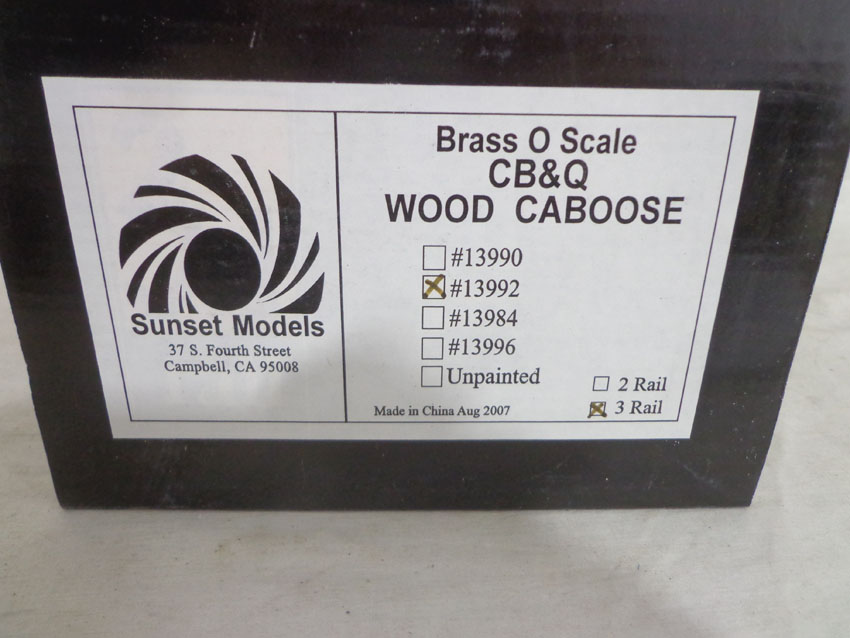 Sunset Models
37 S. Fourth Street
Campbell, CA 95008
Brass O Scale
CB&Q
WOOD CABOOSE
#13990
#13992
#13984
#13996
Unpainted
2 Rail
3 Rail
Made in China Aug 2007